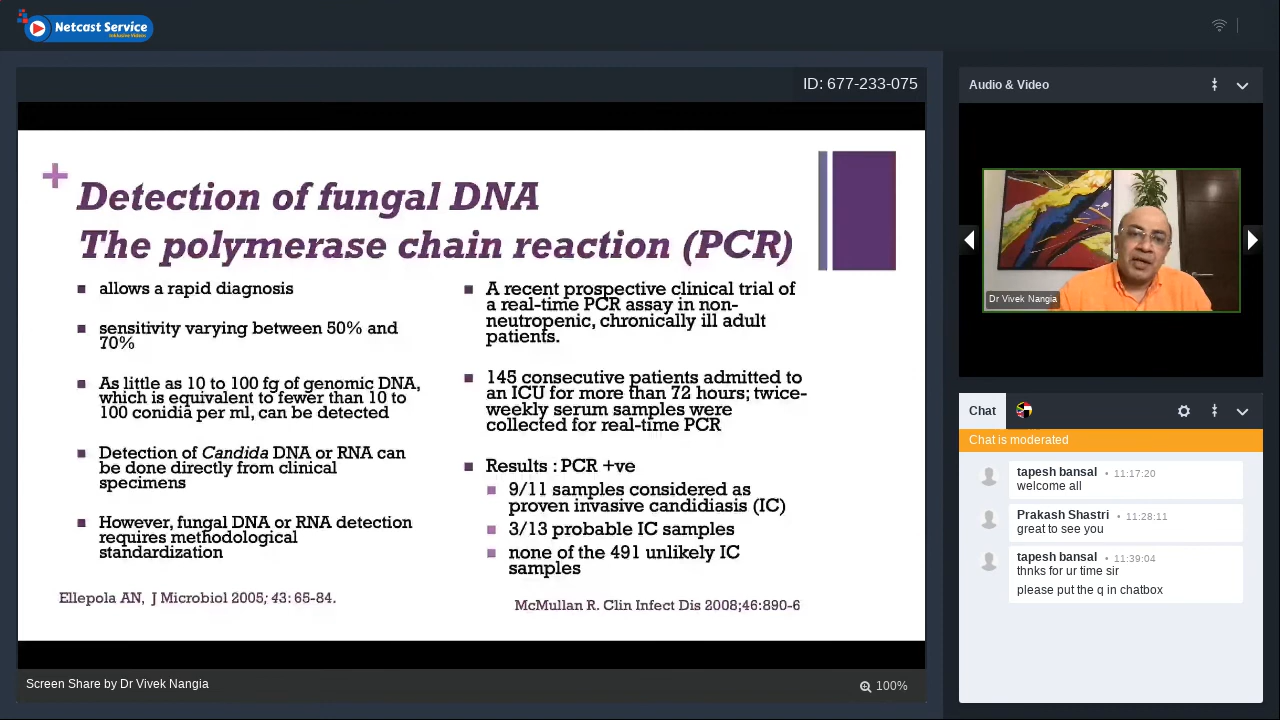 Netcast Service
Inklusive Videos
ID: 677-233-075
+
Detection of fungal DNA
The polymerase chain reaction (PCR)
allows a rapid diagnosis
sensitivity varying between 50% and
70%
As little as 10 to 100 fg of genomic DNA,
which is equivalent to fewer than 10 to
100 conidia per ml, can be detected
Detection of Candida DNA or RNA can
be done directly from clinical
specimens
However, fungal DNA or RNA detection
requires methodological
standardization
Ellepola AN, J Microbiol 2005; 43: 65-84.
A recent prospective clinical trial of
a real-time PCR assay in non-
neutropenic, chronically ill adult
patients.
145 consecutive patients admitted to
an ICU for more than 72 hours; twice-
weekly serum samples were
collected for real-time PCR
Results : PCR +ve
9/11 samples considered as
proven invasive candidiasis (IC)
3/13 probable IC samples
none of the 491 unlikely IC
samples
McMullan R. Clin Infect Dis 2008;46:890-6
Screen Share by Dr Vivek Nangia
100%
Audio & Video
Dr Vivek Nangia
Chat
Chat is moderated
tapesh bansal • 11:17:20
welcome all
Prakash Shastri • 11:28:11
great to see you
tapesh bansal • 11:39:04
thnks for ur time sir
please put the q in chatbox